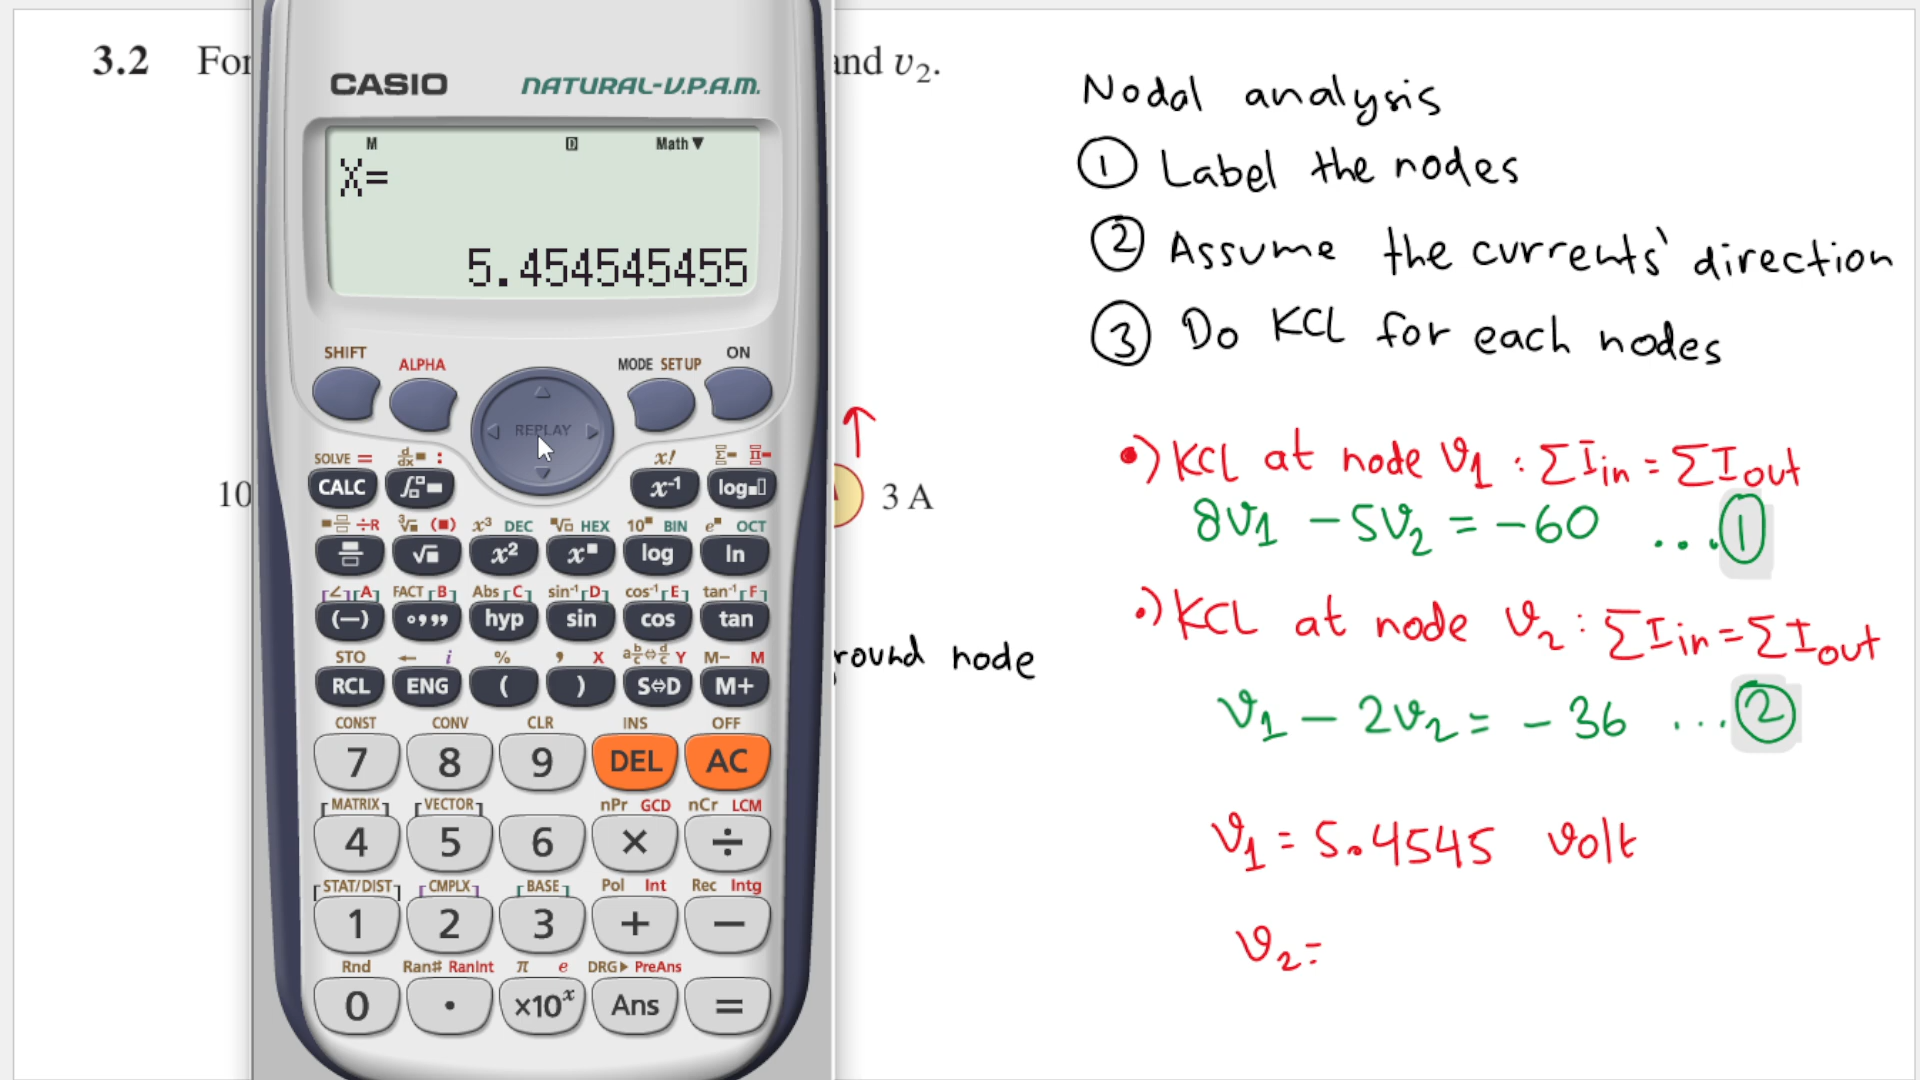 3.2 For
and v₂.
CASIO NATURAL-V.P.A.M.
M D Math▼
X=
5.454545455
SHIFT ALPHA MODE SETUP ON
REPLAY
SOLVE = d/dx■ : x! Σ- Π-
CALC ∫■ x⁻¹ log■□
■■/■ ÷R ³√■ (■) x³ DEC ■√□ HEX 10■ BIN e■ OCT
■/■ √■ x² x■ log ln
∠ A FACT B Abs C sin⁻¹ D cos⁻¹ E tan⁻¹ F
(−) °,,, hyp sin cos tan
STO ← i % , X a b/c⇔d/c Y M− M
RCL ENG ( ) S⇔D M+
CONST CONV CLR INS OFF
7 8 9 DEL AC
MATRIX VECTOR nPr GCD nCr LCM
4 5 6 × ÷
STAT/DIST CMPLX BASE Pol Int Rec Intg
1 2 3 + −
Rnd Ran# RanInt π e DRG▶ PreAns
0 . ×10ˣ Ans =
10
3 A
round node
Nodal analysis
① Label the nodes
② Assume the currents' direction
③ Do KCL for each nodes
•) KCL at node v₁ : ΣIin = ΣIout
8v₁ − 5v₂ = −60 ...①
•) KCL at node v₂ : ΣIin = ΣIout
v₁ − 2v₂ = −36 ...②
v₁ = 5.4545 volt
v₂ =